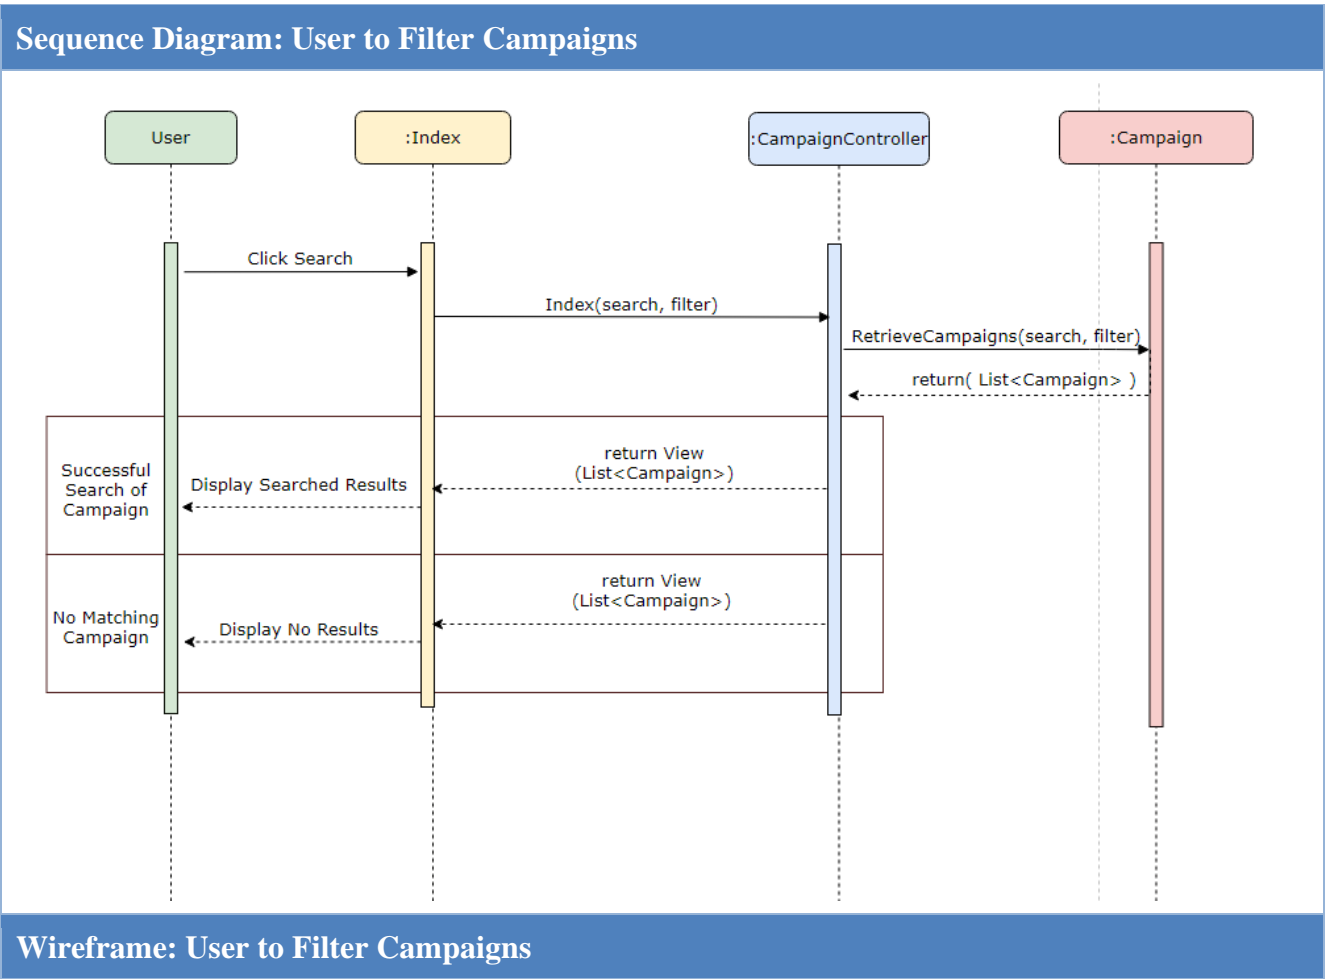 Sequence Diagram: User to Filter Campaigns
User
:Index
:CampaignController
:Campaign
Click Search
Index(search, filter)
RetrieveCampaigns(search, filter)
return( List<Campaign> )
Successful
Search of
Campaign
return View
(List<Campaign>)
Display Searched Results
No Matching
Campaign
return View
(List<Campaign>)
Display No Results
Wireframe: User to Filter Campaigns